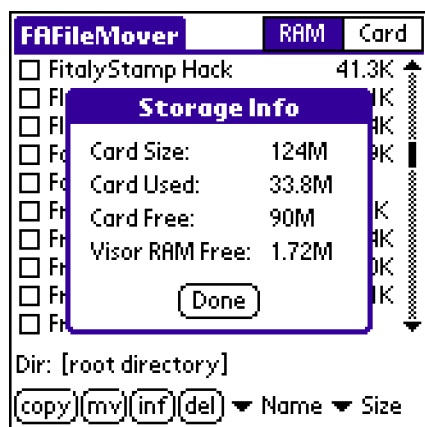 FAFileMover RAM Card
FitalyStamp Hack 41.3K
Storage Info
Card Size: 124M
Card Used: 33.8M
Card Free: 90M
Visor RAM Free: 1.72M
Done
Dir: [root directory]
copy mv inf del Name Size